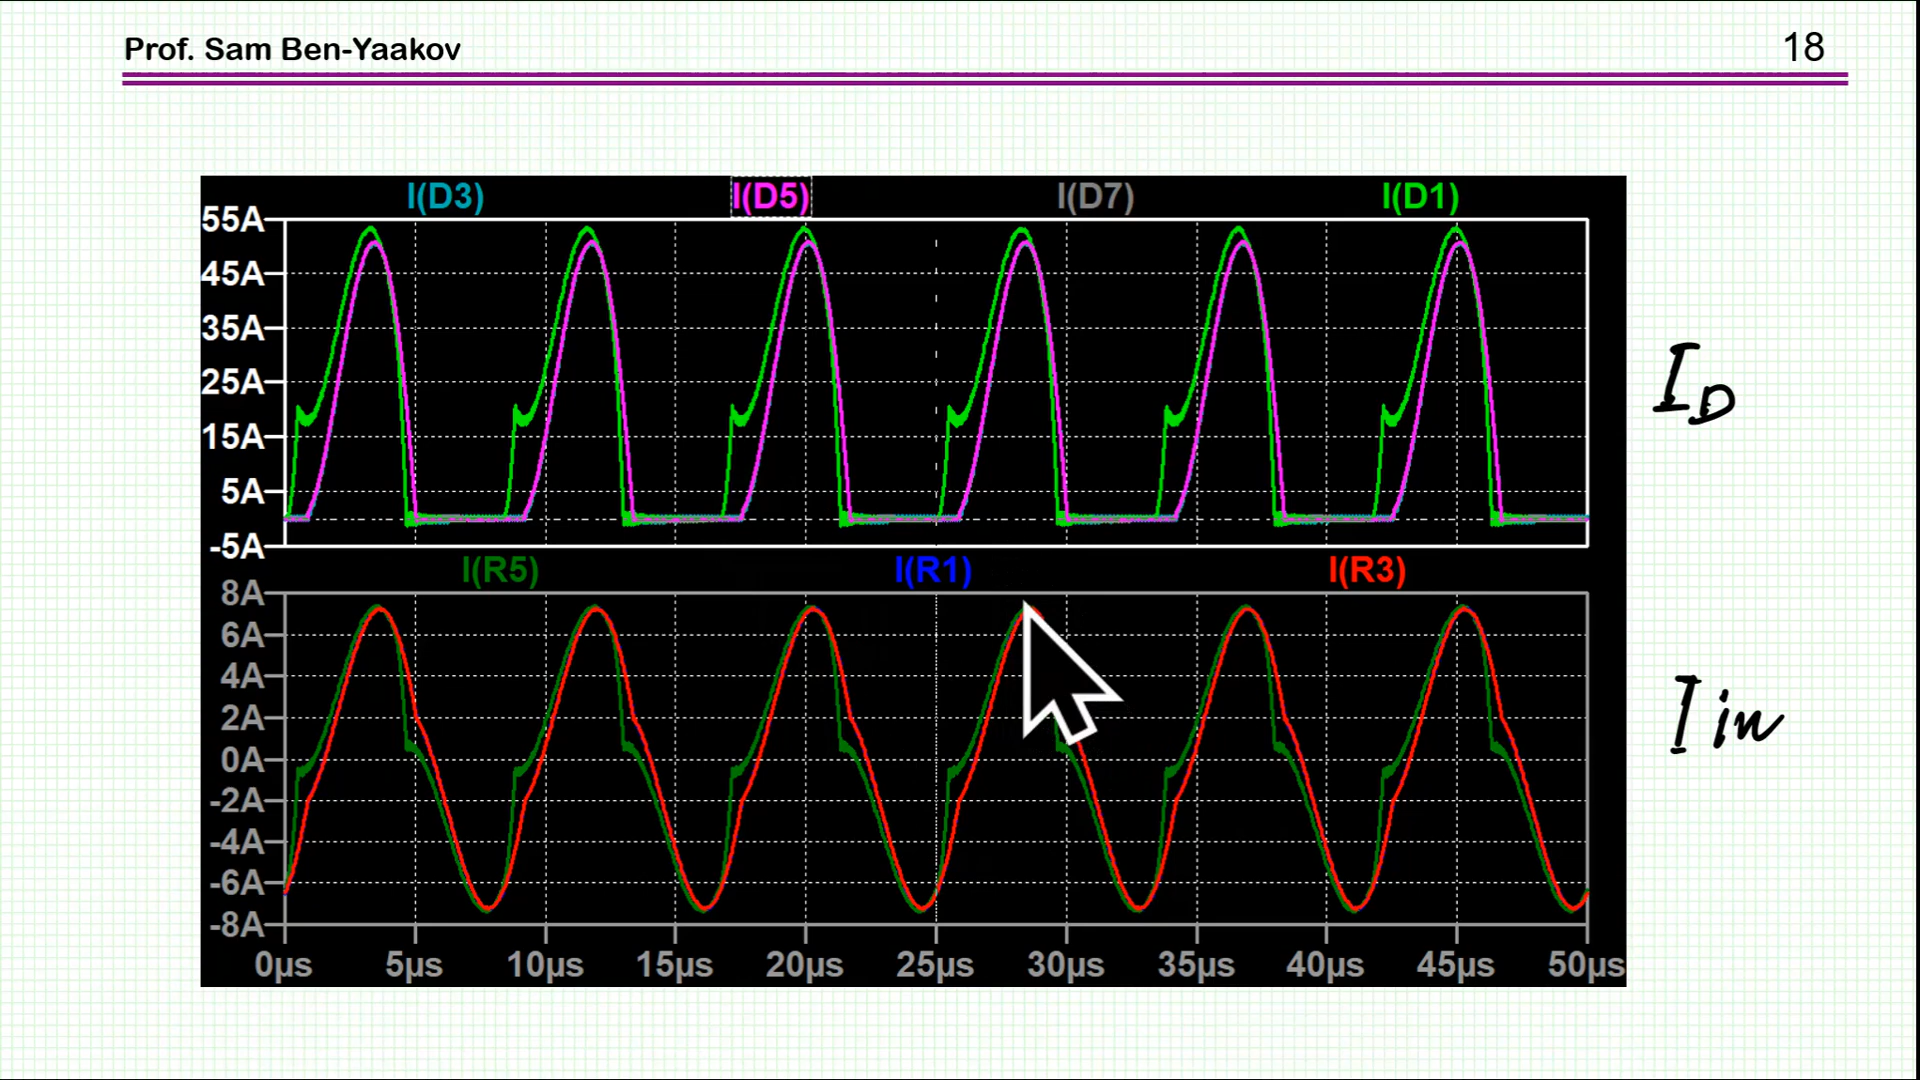 Prof. Sam Ben-Yaakov
18
I(D3) I(D5) I(D7) I(D1)
55A
45A
35A
25A
15A
5A
-5A
I_D
I(R5) I(R1) I(R3)
8A
6A
4A
2A
0A
-2A
-4A
-6A
-8A
I in
0µs 5µs 10µs 15µs 20µs 25µs 30µs 35µs 40µs 45µs 50µs